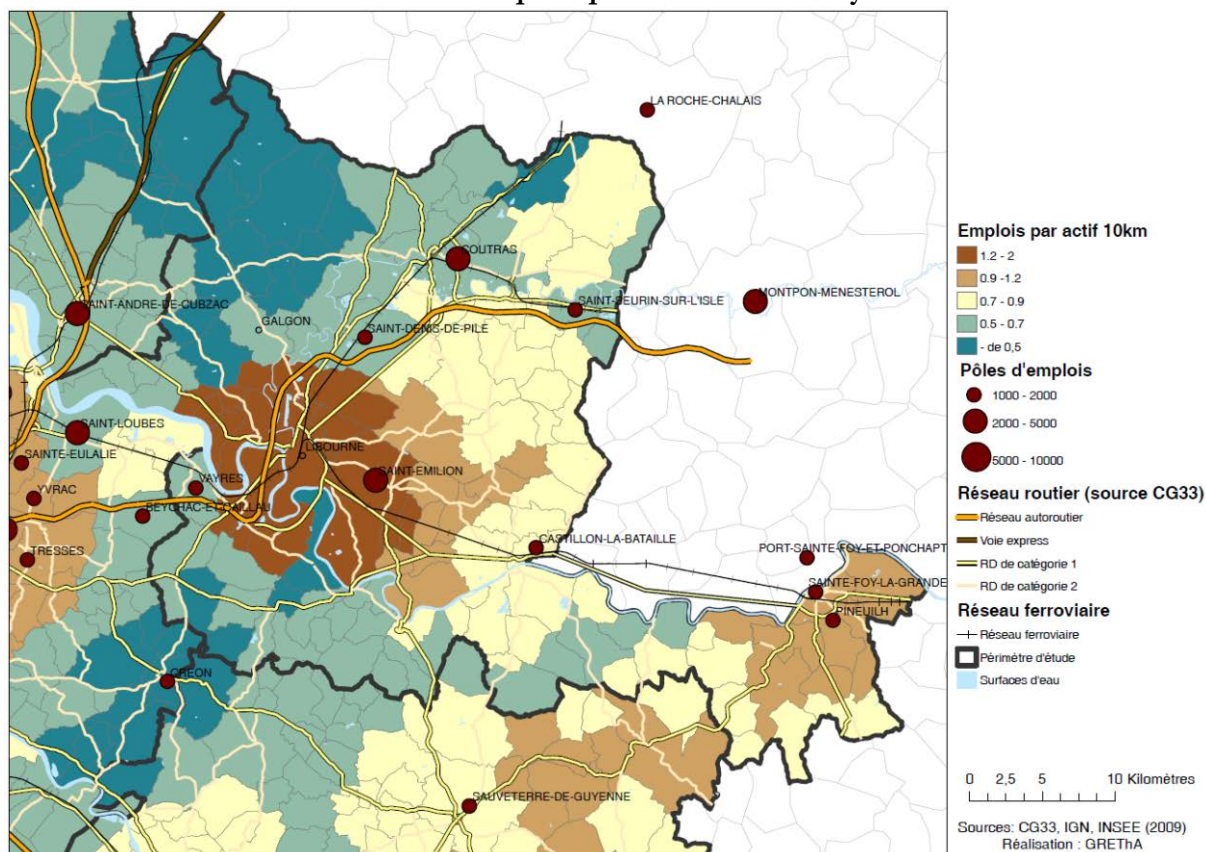 LA ROCHE-CHALAIS
COUTRAS
MONTPON-MENESTEROL
SAINT-ANDRE-DE-CUBZAC
SAINT-SEURIN-SUR-L'ISLE
GALGON
SAINT-DENIS-DE-PILE
SAINT-LOUBES
LIBOURNE
SAINTE-EULALIE
SAINT-EMILION
VAYRES
YVRAC
BEYCHAC-ET-CAILLAU
CASTILLON-LA-BATAILLE
TRESSES
PORT-SAINTE-FOY-ET-PONCHAPT
SAINTE-FOY-LA-GRANDE
PINEUILH
CREON
SAUVETERRE-DE-GUYENNE
Emplois par actif 10km
1.2 - 2
0.9 -1.2
0.7 - 0.9
0.5 - 0.7
- de 0,5
Pôles d'emplois
1000 - 2000
2000 - 5000
5000 - 10000
Réseau routier (source CG33)
Réseau autoroutier
Voie express
RD de catégorie 1
RD de catégorie 2
Réseau ferroviaire
Réseau ferroviaire
Périmètre d'étude
Surfaces d'eau
0 2,5 5 10 Kilomètres
Sources: CG33, IGN, INSEE (2009)
Réalisation : GREThA